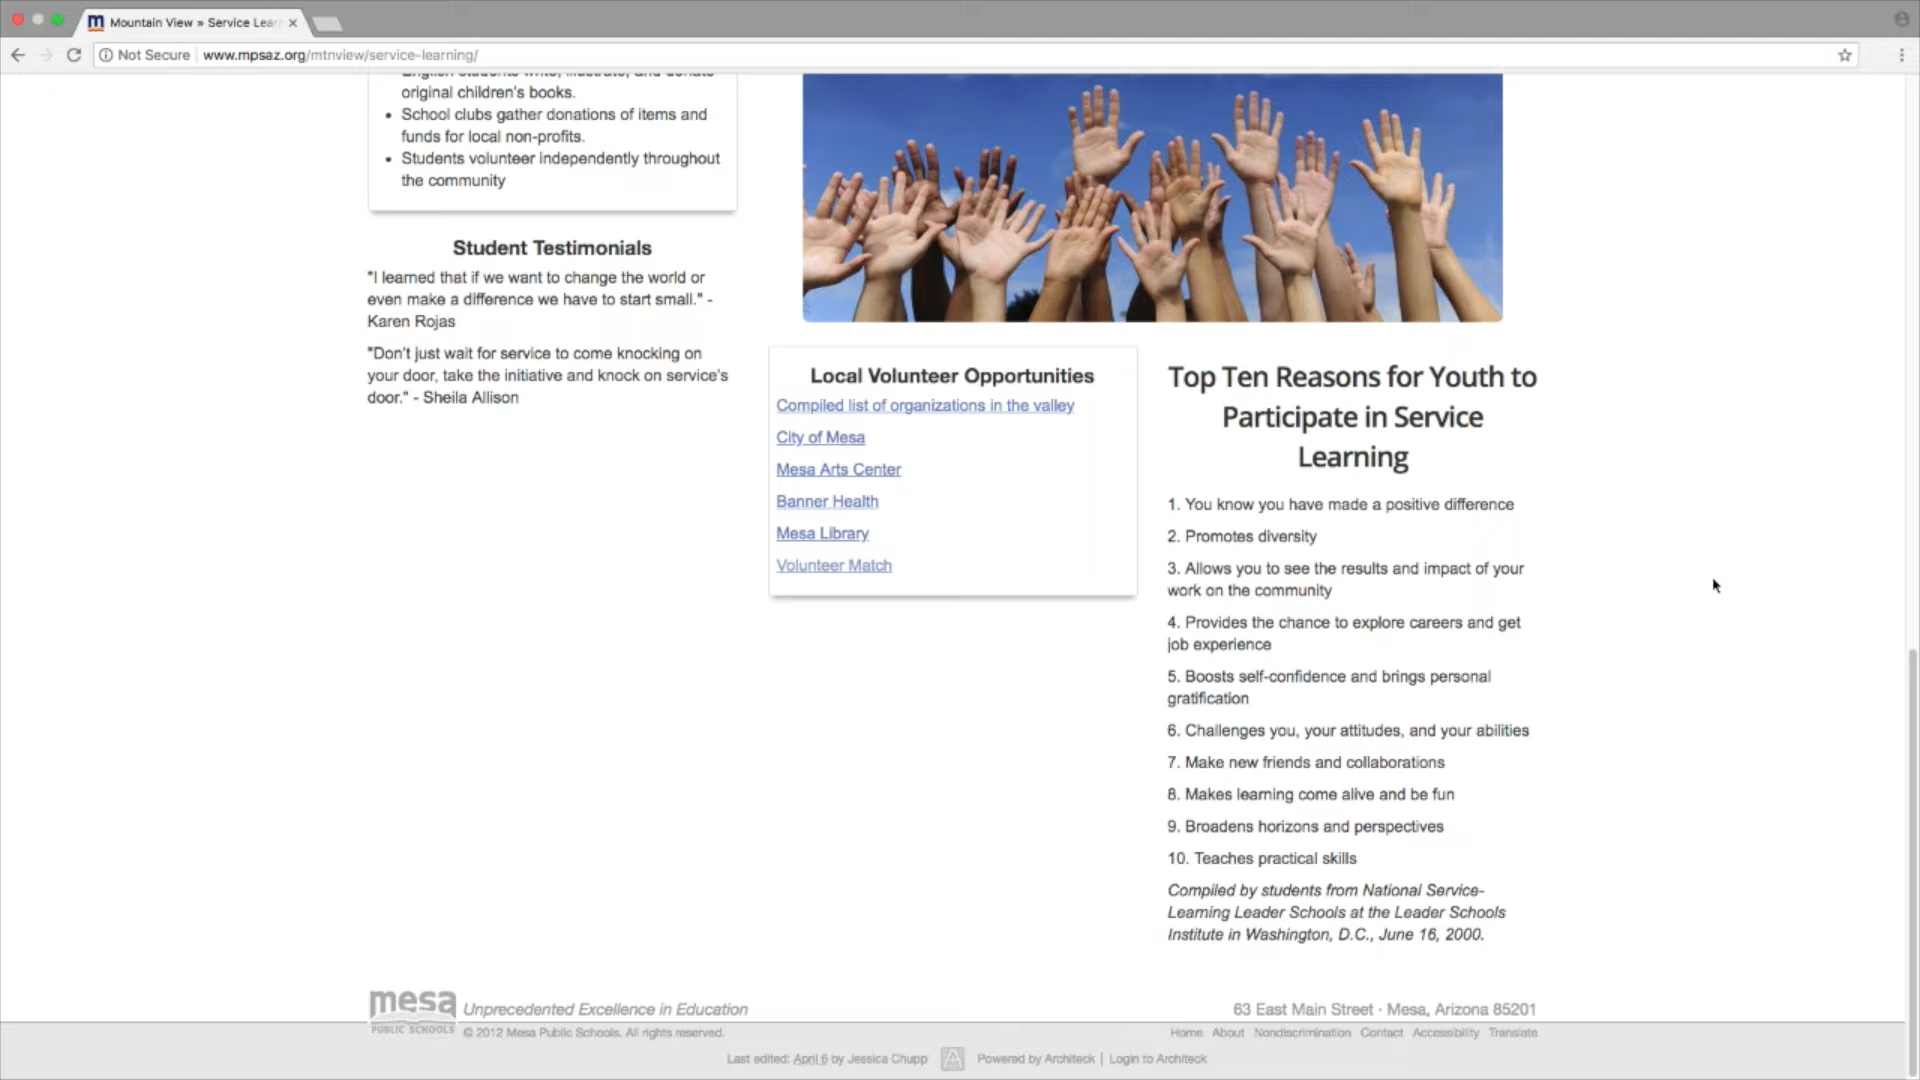 Mountain View » Service Lear
Not Secure www.mpsaz.org/mtnview/service-learning/
English students write, illustrate, and donate
original children's books.
• School clubs gather donations of items and
funds for local non-profits.
• Students volunteer independently throughout
the community
Student Testimonials
"I learned that if we want to change the world or
even make a difference we have to start small." -
Karen Rojas
"Don't just wait for service to come knocking on
your door, take the initiative and knock on service's
door." - Sheila Allison
Local Volunteer Opportunities
Compiled list of organizations in the valley
City of Mesa
Mesa Arts Center
Banner Health
Mesa Library
Volunteer Match
Top Ten Reasons for Youth to
Participate in Service
Learning
1. You know you have made a positive difference
2. Promotes diversity
3. Allows you to see the results and impact of your
work on the community
4. Provides the chance to explore careers and get
job experience
5. Boosts self-confidence and brings personal
gratification
6. Challenges you, your attitudes, and your abilities
7. Make new friends and collaborations
8. Makes learning come alive and be fun
9. Broadens horizons and perspectives
10. Teaches practical skills
Compiled by students from National Service-
Learning Leader Schools at the Leader Schools
Institute in Washington, D.C., June 16, 2000.
mesa
PUBLIC SCHOOLS
Unprecedented Excellence in Education
© 2012 Mesa Public Schools. All rights reserved.
63 East Main Street · Mesa, Arizona 85201
Home About Nondiscrimination Contact Accessibility Translate
Last edited: April 6 by Jessica Chupp Powered by Architeck | Login to Architeck